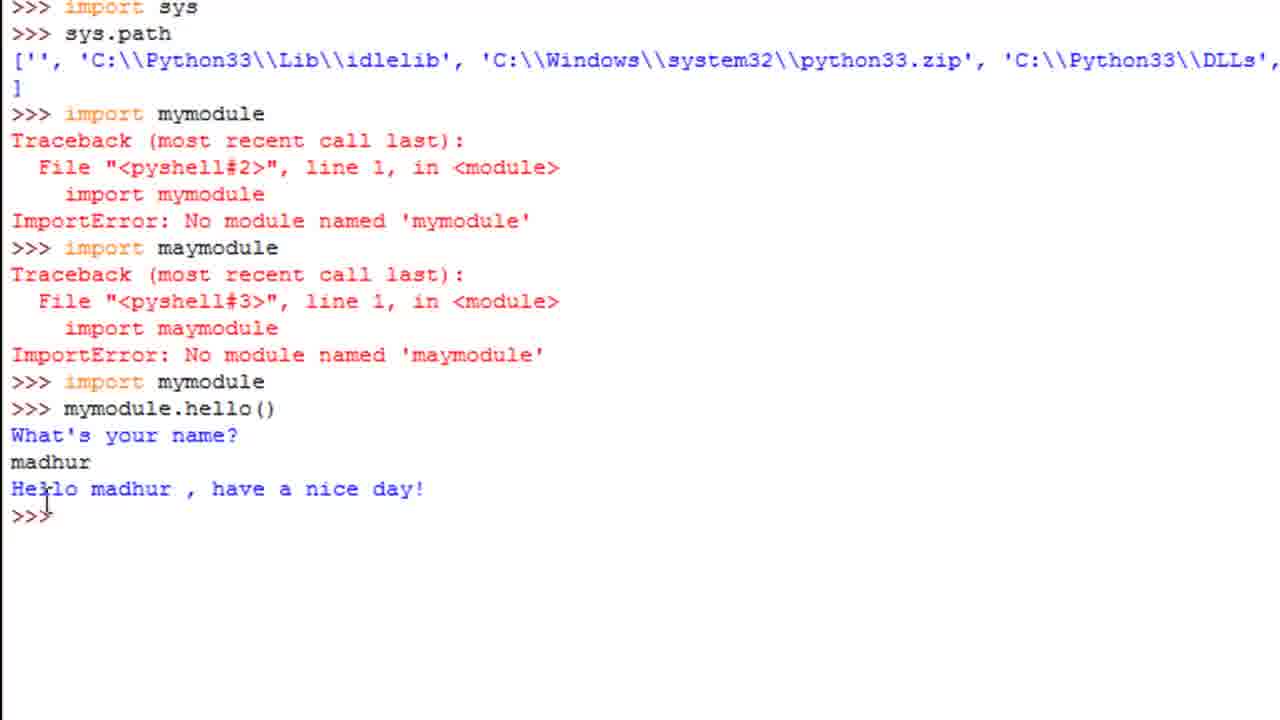 >>> import sys
>>> sys.path
['', 'C:\\Python33\\Lib\\idlelib', 'C:\\Windows\\system32\\python33.zip', 'C:\\Python33\\DLLs',
]
>>> import mymodule
Traceback (most recent call last):
  File "<pyshell#2>", line 1, in <module>
    import mymodule
ImportError: No module named 'mymodule'
>>> import maymodule
Traceback (most recent call last):
  File "<pyshell#3>", line 1, in <module>
    import maymodule
ImportError: No module named 'maymodule'
>>> import mymodule
>>> mymodule.hello()
What's your name?
madhur
Hello madhur , have a nice day!
>>>